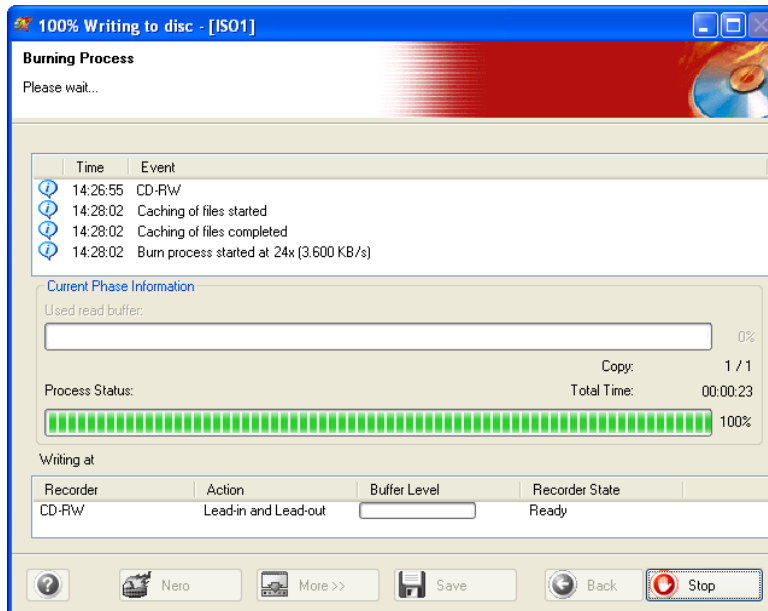 100% Writing to disc - [ISO1]
Burning Process
Please wait...
Time Event
14:26:55 CD-RW
14:28:02 Caching of files started
14:28:02 Caching of files completed
14:28:02 Burn process started at 24x (3.600 KB/s)
Current Phase Information
Used read buffer:
0%
Copy: 1 / 1
Process Status: Total Time: 00:00:23
100%
Writing at
Recorder Action Buffer Level Recorder State
CD-RW Lead-in and Lead-out Ready
Nero More >> Save Back Stop